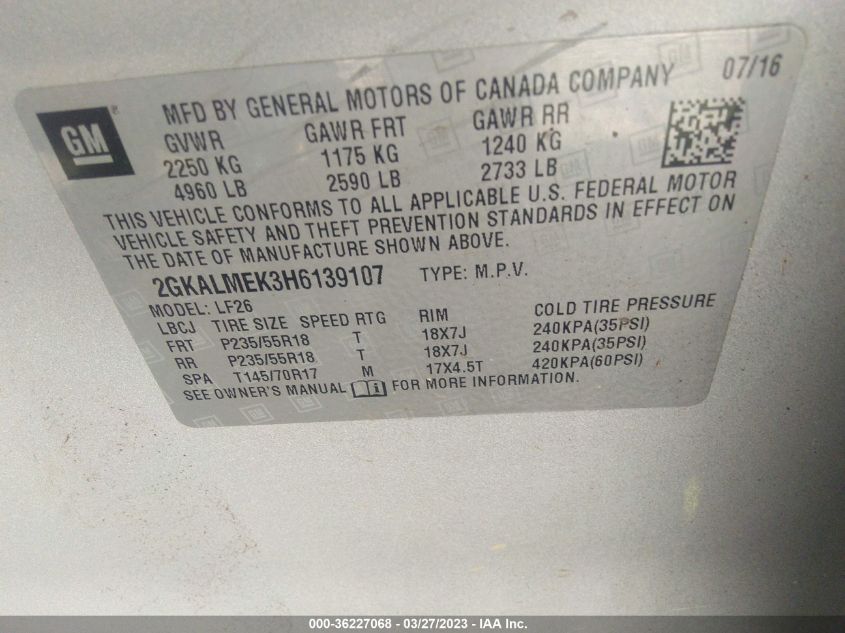 GM
MFD BY GENERAL MOTORS OF CANADA COMPANY 07/16
GVWR GAWR FRT GAWR RR
2250 KG 1175 KG 1240 KG
4960 LB 2590 LB 2733 LB
THIS VEHICLE CONFORMS TO ALL APPLICABLE U.S. FEDERAL MOTOR
VEHICLE SAFETY AND THEFT PREVENTION STANDARDS IN EFFECT ON
THE DATE OF MANUFACTURE SHOWN ABOVE.
2GKALMEK3H6139107 TYPE: M.P.V.
MODEL: LF26
LBCJ TIRE SIZE SPEED RTG RIM COLD TIRE PRESSURE
FRT P235/55R18 T 18X7J 240KPA(35PSI)
RR P235/55R18 T 18X7J 240KPA(35PSI)
SPA T145/70R17 M 17X4.5T 420KPA(60PSI)
SEE OWNER'S MANUAL FOR MORE INFORMATION.
000-36227068 - 03/27/2023 - IAA Inc.